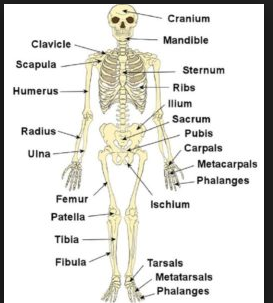 Cranium
Mandible
Clavicle
Scapula
Sternum
Humerus
Ribs
Ilium
Sacrum
Radius
Pubis
Ulna
Carpals
Metacarpals
Phalanges
Femur
Ischium
Patella
Tibia
Fibula
Tarsals
Metatarsals
Phalanges